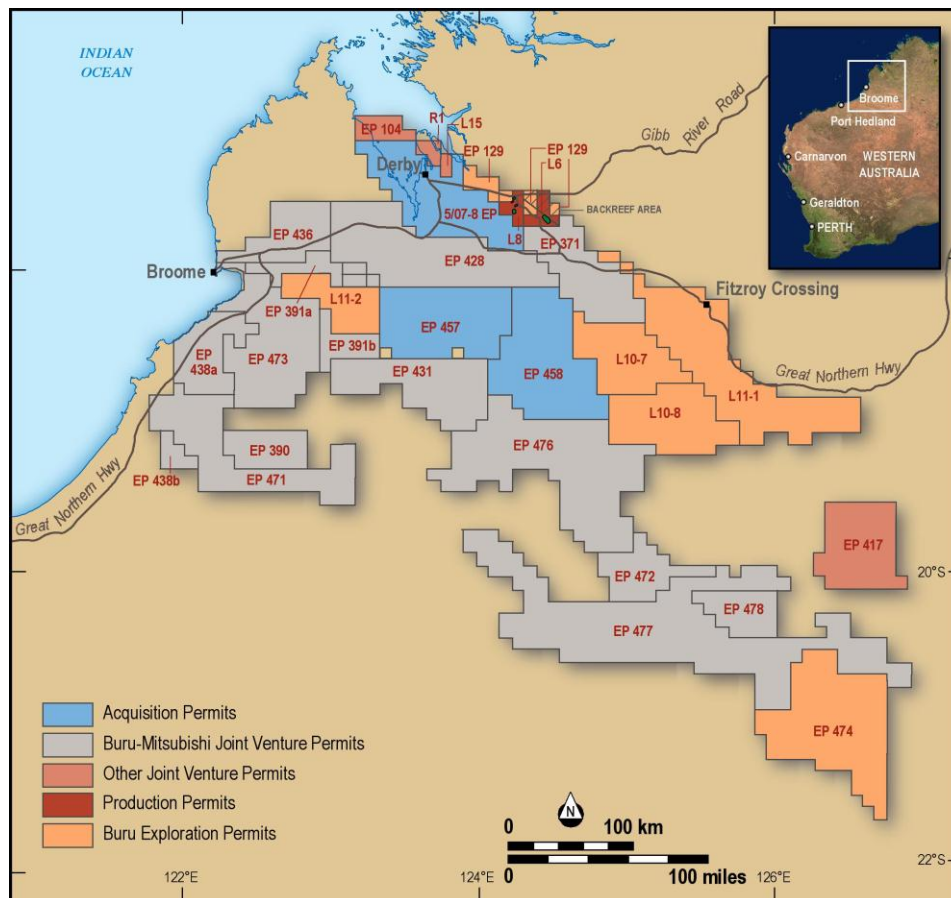 INDIAN
OCEAN
Broome
Port Hedland
Carnarvon
WESTERN
AUSTRALIA
Geraldton
PERTH
Gibb River Road
R1
L15
EP 104
EP 129
EP 129
L6
Derby
BACKREEF AREA
5/07-8 EP
L8
EP 371
EP 436
EP 428
Broome
Fitzroy Crossing
EP 391a
L11-2
EP 457
EP 391b
EP
438a
EP 473
EP 431
EP 458
L10-7
Great Northern Hwy
L11-1
L10-8
EP 390
EP 476
EP 438b
EP 471
Great Northern Hwy
EP 417
20°S
EP 472
EP 478
EP 477
EP 474
Acquisition Permits
Buru-Mitsubishi Joint Venture Permits
Other Joint Venture Permits
Production Permits
Buru Exploration Permits
N
0 100 km
0 100 miles
22°S
122°E 124°E 126°E